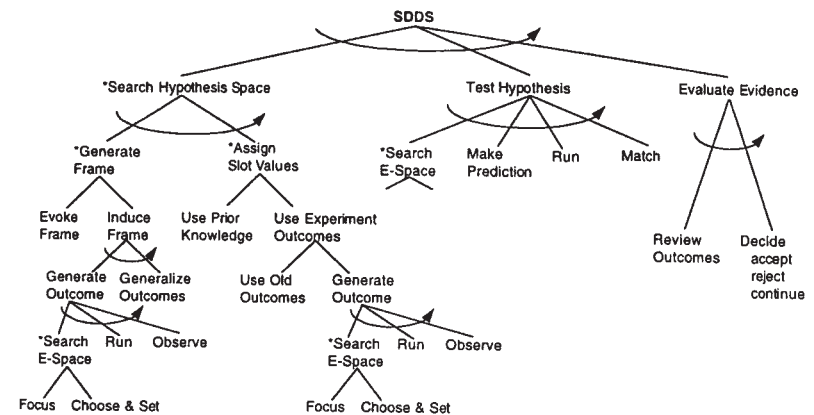 SDDS
*Search Hypothesis Space
Test Hypothesis
Evaluate Evidence
*Generate
Frame
*Assign
Slot Values
*Search
E-Space
Make
Prediction
Run
Match
Evoke
Frame
Induce
Frame
Use Prior
Knowledge
Use Experiment
Outcomes
Review
Outcomes
Decide
accept
reject
continue
Generate
Outcome
Generalize
Outcomes
Use Old
Outcomes
Generate
Outcome
*Search
E-Space
Run
Observe
*Search
E-Space
Run
Observe
Focus
Choose & Set
Focus
Choose & Set